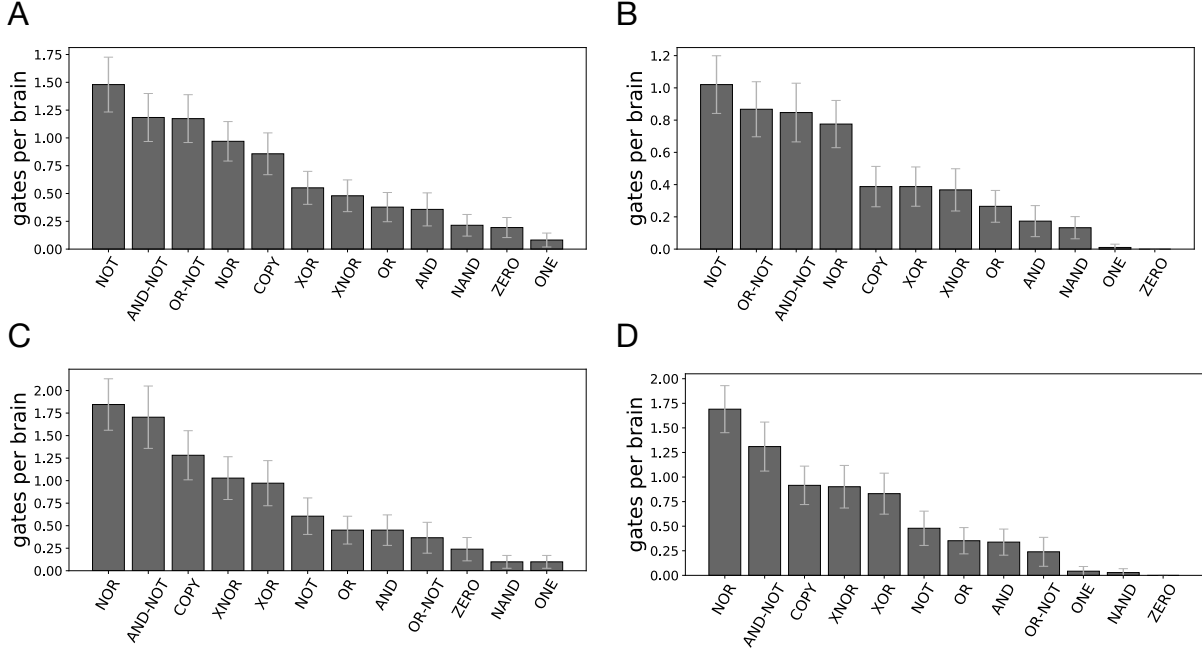 A
gates per brain
1.75
1.50
1.25
1.00
0.75
0.50
0.25
0.00
NOT
AND-NOT
OR-NOT
NOR
COPY
XOR
XNOR
OR
AND
NAND
ZERO
ONE
B
gates per brain
1.2
1.0
0.8
0.6
0.4
0.2
0.0
NOT
OR-NOT
AND-NOT
NOR
COPY
XOR
XNOR
OR
AND
NAND
ONE
ZERO
C
gates per brain
2.00
1.75
1.50
1.25
1.00
0.75
0.50
0.25
0.00
NOR
AND-NOT
COPY
XNOR
XOR
NOT
OR
AND
OR-NOT
ZERO
NAND
ONE
D
gates per brain
2.00
1.75
1.50
1.25
1.00
0.75
0.50
0.25
0.00
NOR
AND-NOT
COPY
XNOR
XOR
NOT
OR
AND
OR-NOT
ONE
NAND
ZERO